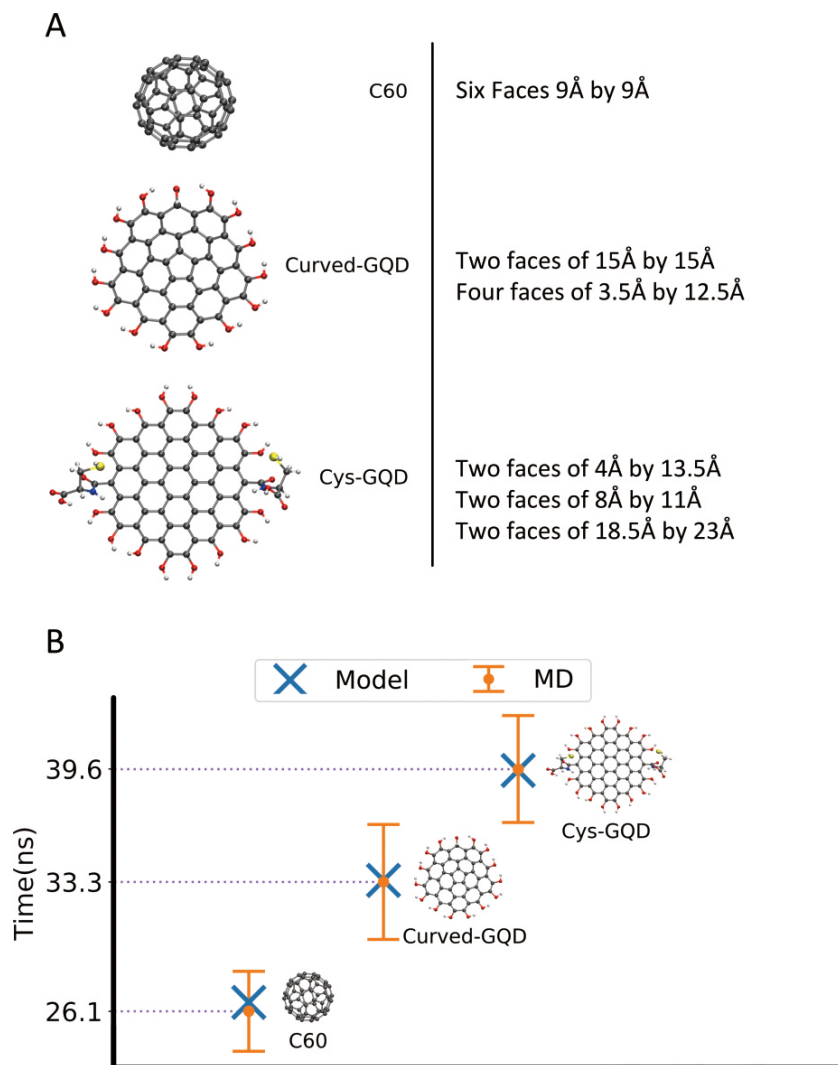 A
C60
Six Faces 9Å by 9Å
Curved-GQD
Two faces of 15Å by 15Å
Four faces of 3.5Å by 12.5Å
Cys-GQD
Two faces of 4Å by 13.5Å
Two faces of 8Å by 11Å
Two faces of 18.5Å by 23Å
B
Model
MD
Time(ns)
39.6
Cys-GQD
33.3
Curved-GQD
26.1
C60